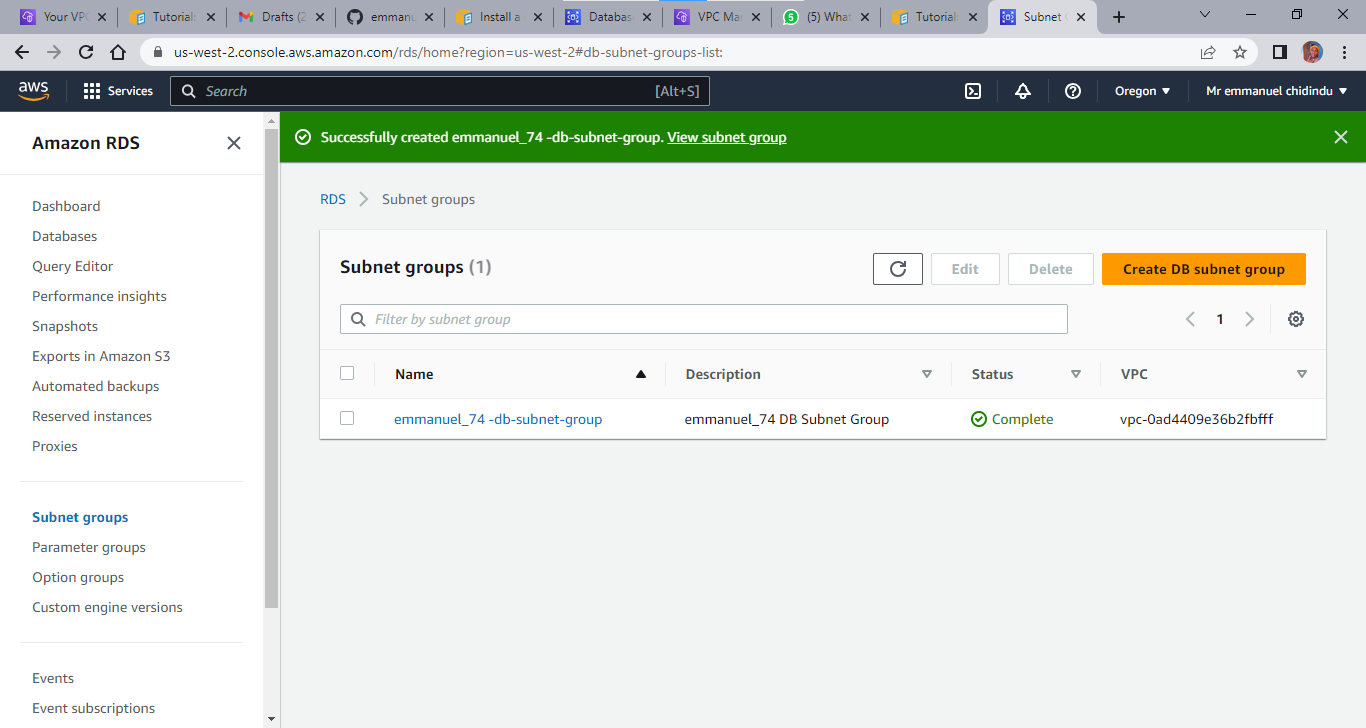 Your VPC
Tutorial:
Drafts (2
emmanu
Install a
Databas
VPC Ma
5
(5) What
Tutorial:
Subnet
us-west-2.console.aws.amazon.com/rds/home?region=us-west-2#db-subnet-groups-list:
aws
Services
Search
[Alt+S]
Oregon
Mr emmanuel chidindu
Amazon RDS
Successfully created emmanuel_74 -db-subnet-group. View subnet group
Dashboard
Databases
Query Editor
Performance insights
Snapshots
Exports in Amazon S3
Automated backups
Reserved instances
Proxies
Subnet groups
Parameter groups
Option groups
Custom engine versions
Events
Event subscriptions
RDS
Subnet groups
Subnet groups (1)
Edit
Delete
Create DB subnet group
Filter by subnet group
1
Name
Description
Status
VPC
emmanuel_74 -db-subnet-group
emmanuel_74 DB Subnet Group
Complete
vpc-0ad4409e36b2fbfff